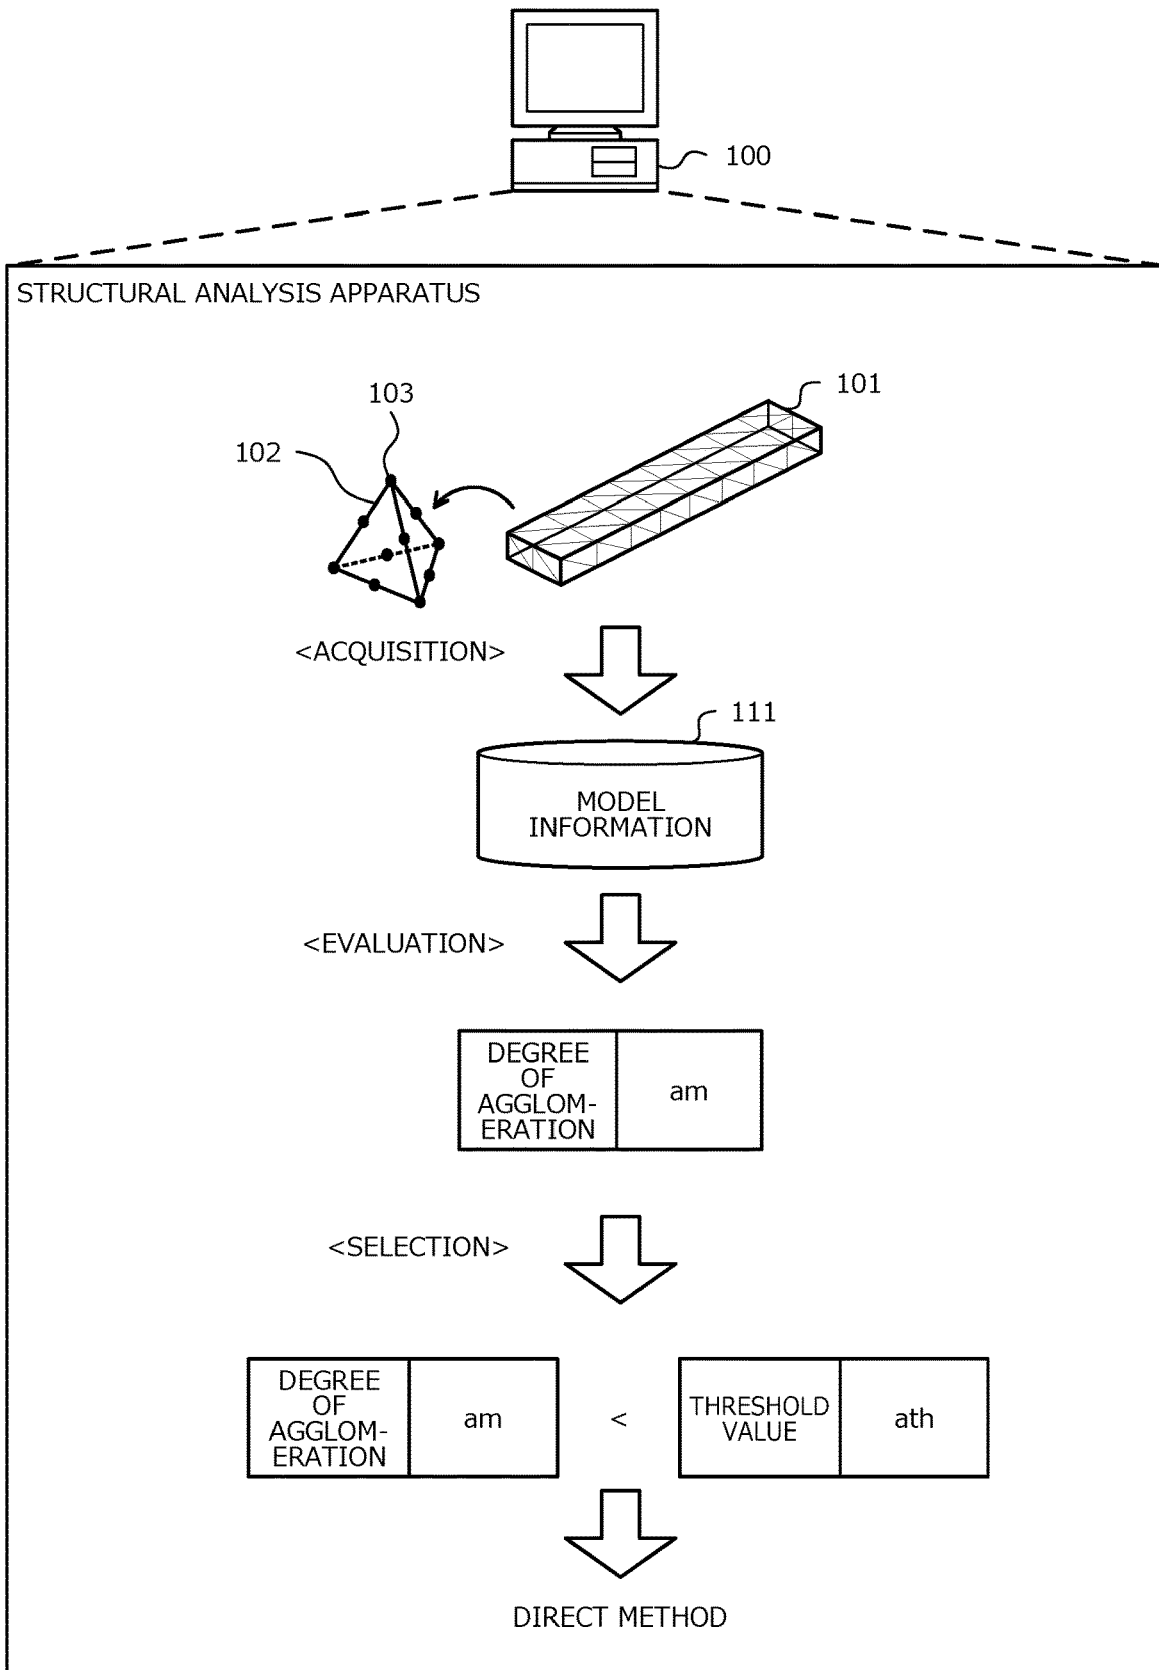 100
STRUCTURAL ANALYSIS APPARATUS
103
101
102
<ACQUISITION>
111
MODEL
INFORMATION
<EVALUATION>
DEGREE
OF
AGGLOM-
ERATION
am
<SELECTION>
DEGREE
OF
AGGLOM-
ERATION
am
<
THRESHOLD
VALUE
ath
DIRECT METHOD